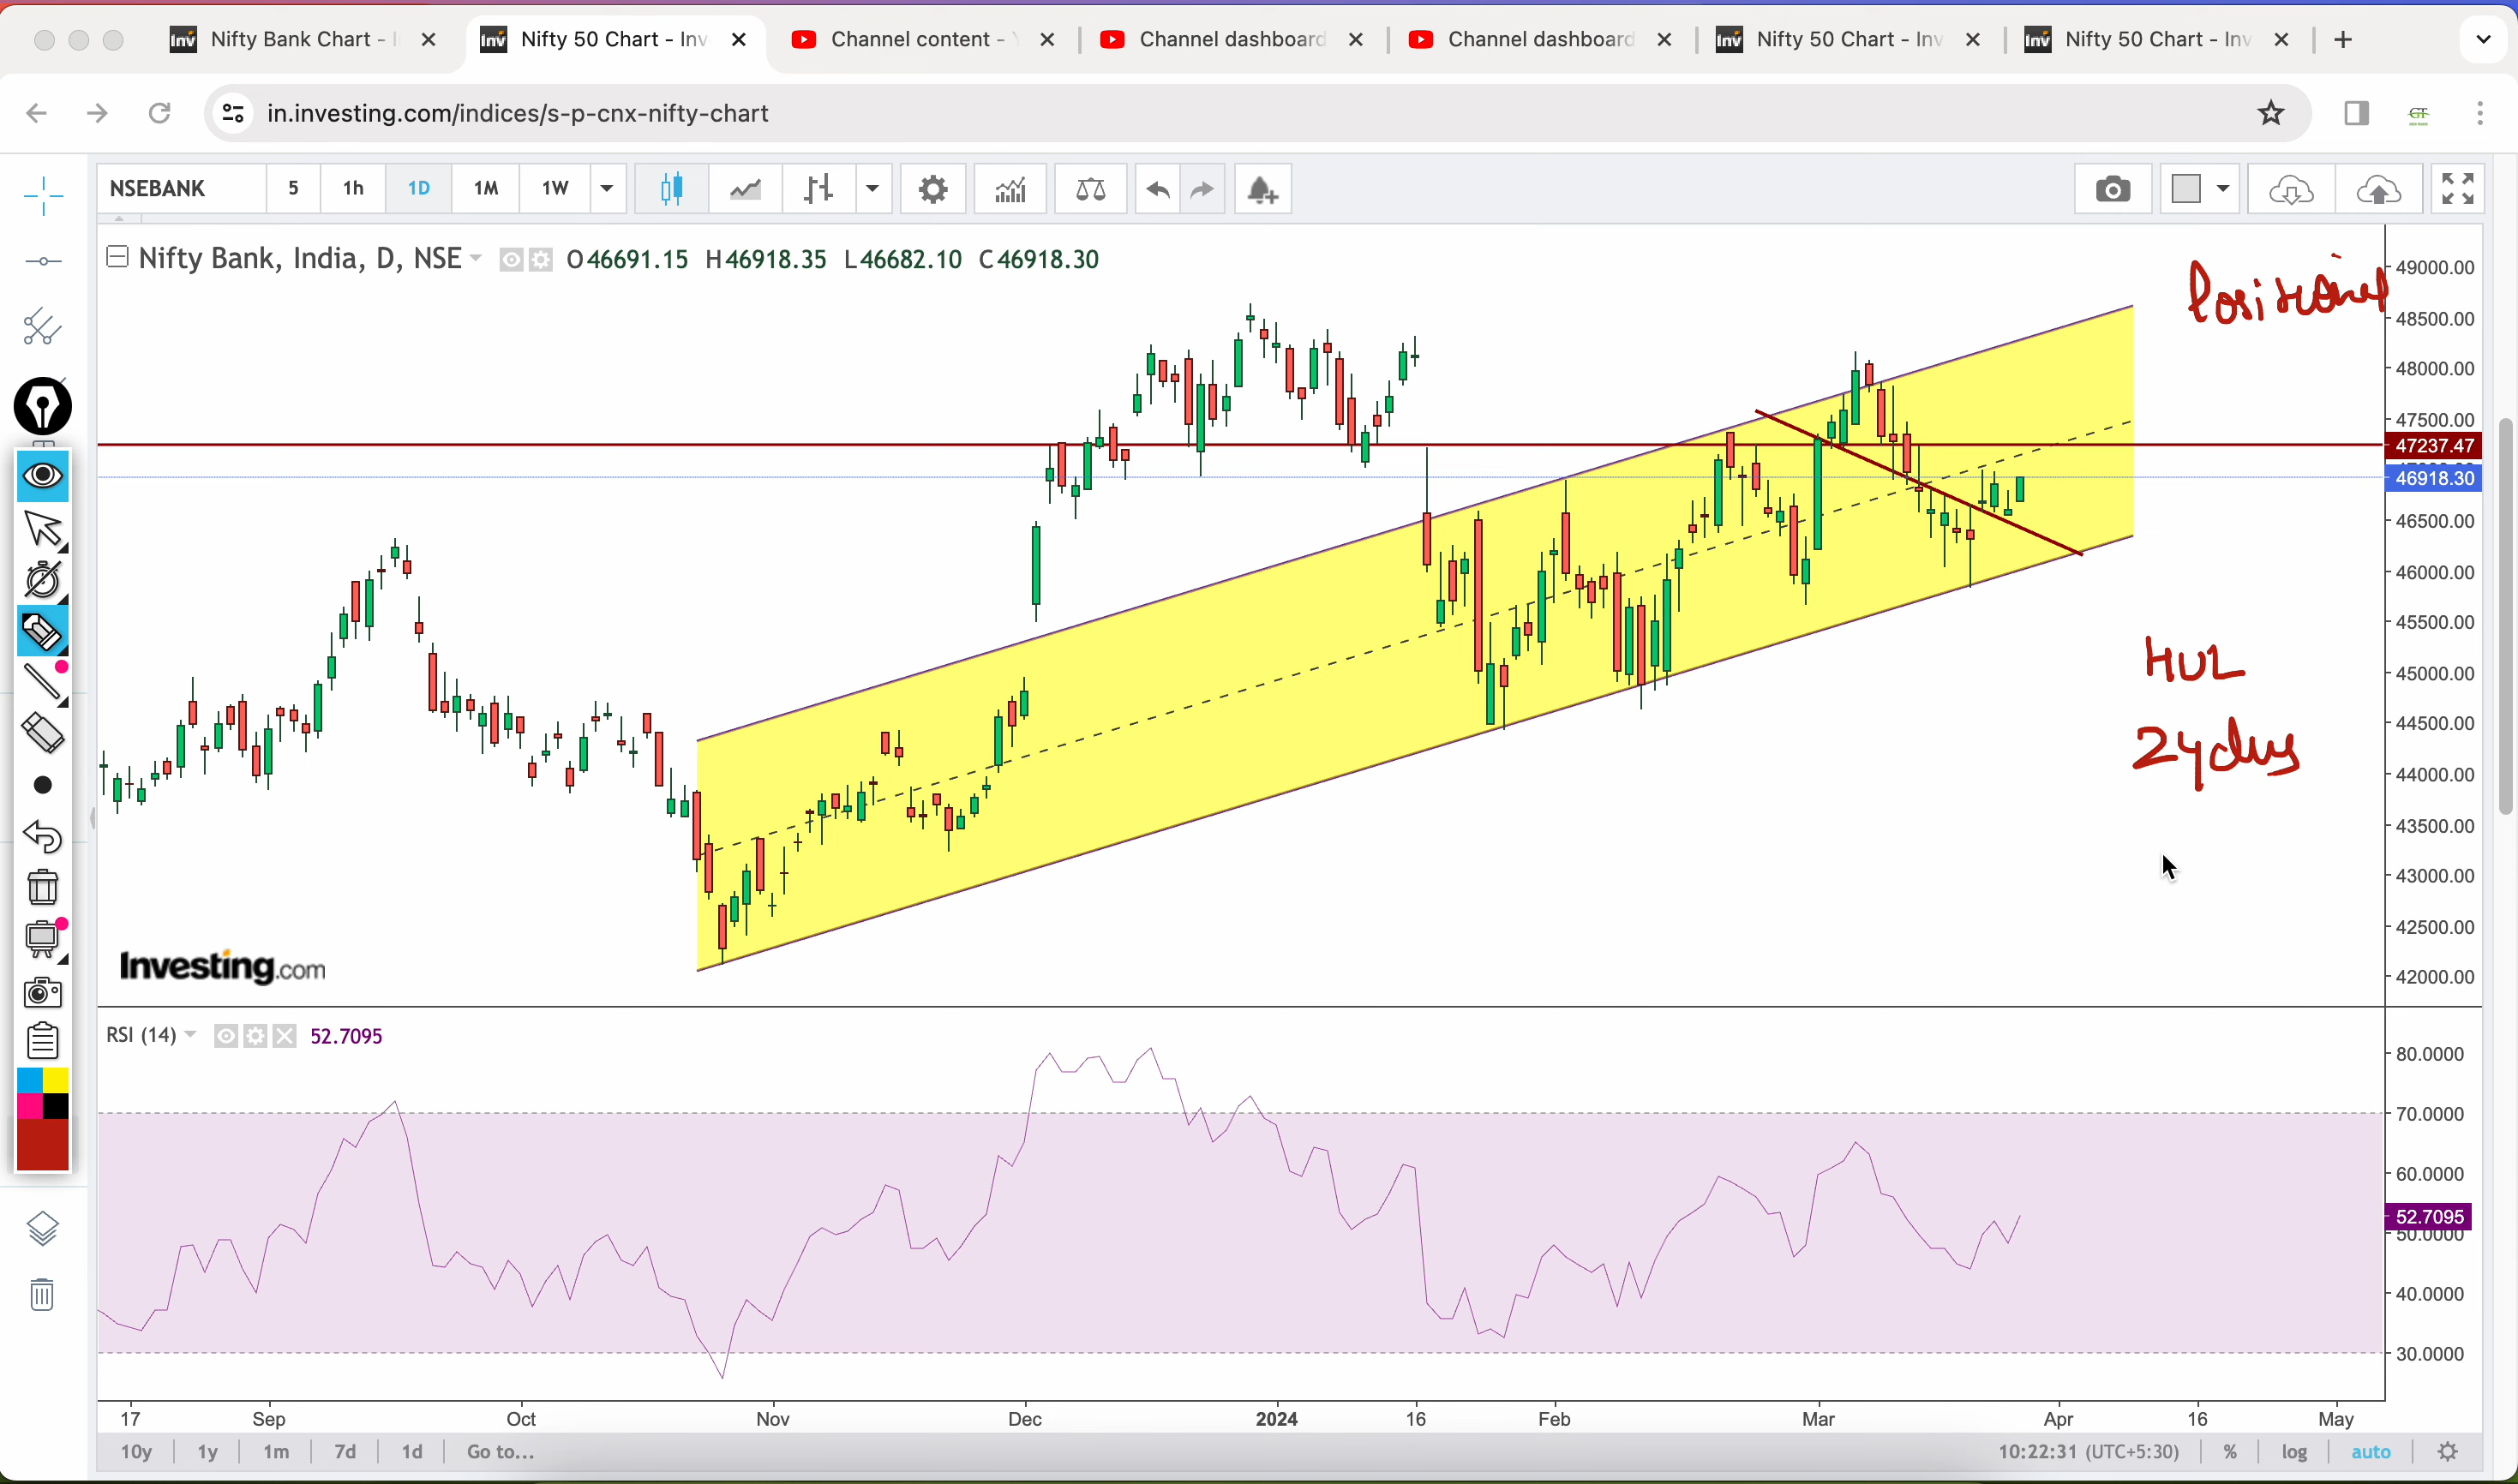 Nifty Bank Chart - I
Nifty 50 Chart - Inv
Channel content - Y
Channel dashboard
Channel dashboard
Nifty 50 Chart - Inv
Nifty 50 Chart - Inv
in.investing.com/indices/s-p-cnx-nifty-chart
GT
NSEBANK 5 1h 1D 1M 1W
Nifty Bank, India, D, NSE O46691.15 H46918.35 L46682.10 C46918.30
Positional
49000.00
48500.00
48000.00
47500.00
47237.47
46918.30
46500.00
46000.00
45500.00
45000.00
44500.00
44000.00
43500.00
43000.00
42500.00
42000.00
HUL
24days
Investing.com
RSI (14) 52.7095
80.0000
70.0000
60.0000
52.7095
50.0000
40.0000
30.0000
17 Sep Oct Nov Dec 2024 16 Feb Mar Apr 16 May
10y 1y 1m 7d 1d Go to... 10:22:31 (UTC+5:30) % log auto